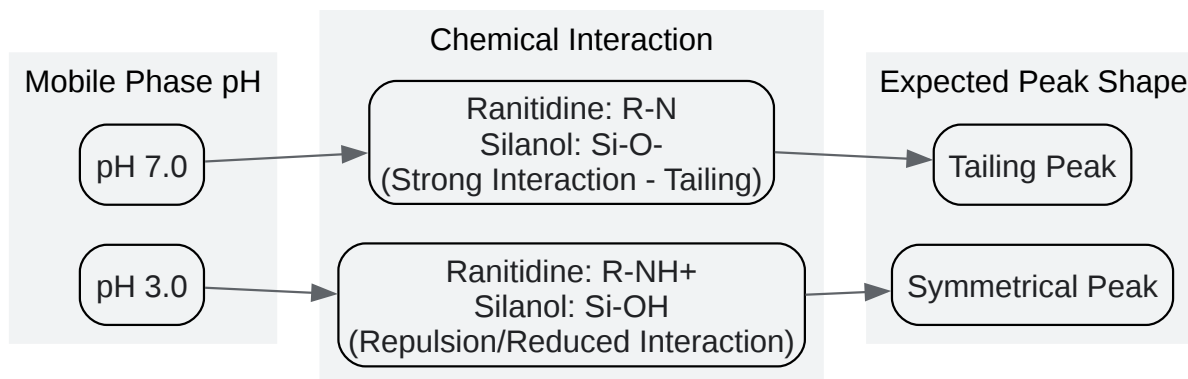 Chemical Interaction
Mobile Phase pH
Expected Peak Shape
Ranitidine: R-N
Silanol: Si-O-
(Strong Interaction - Tailing)
pH 7.0
Tailing Peak
Ranitidine: R-NH+
Silanol: Si-OH
(Repulsion/Reduced Interaction)
pH 3.0
Symmetrical Peak